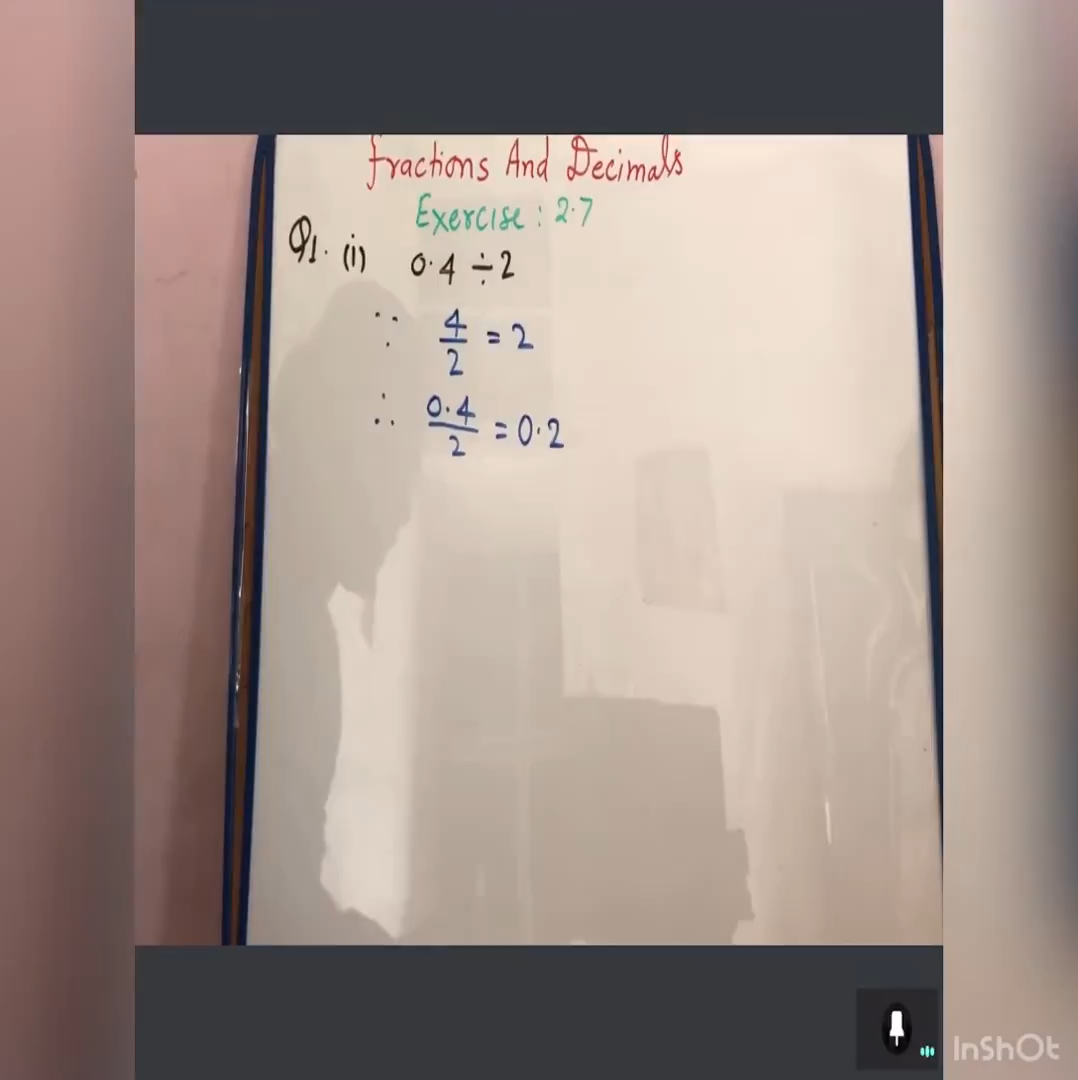 Fractions And Decimals
Exercise : 2.7
Q1. (i) 0.4 ÷ 2
∵ 4/2 = 2
∴ 0.4/2 = 0.2
InShOt